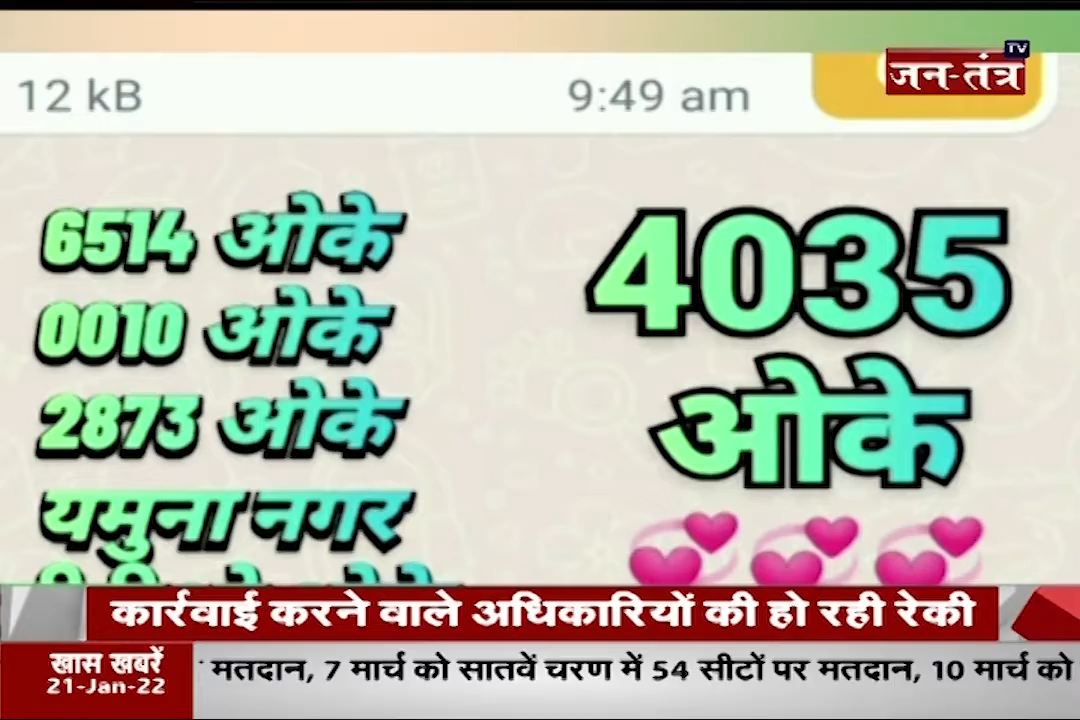 TV
जन-तंत्र
12 kB
9:49 am
6514 ओके
0010 ओके
2873 ओके
यमुना नगर
4035
ओके
कार्रवाई करने वाले अधिकारियों की हो रही रेकी
खास खबरें
21-Jan-22
मतदान, 7 मार्च को सातवें चरण में 54 सीटों पर मतदान, 10 मार्च को